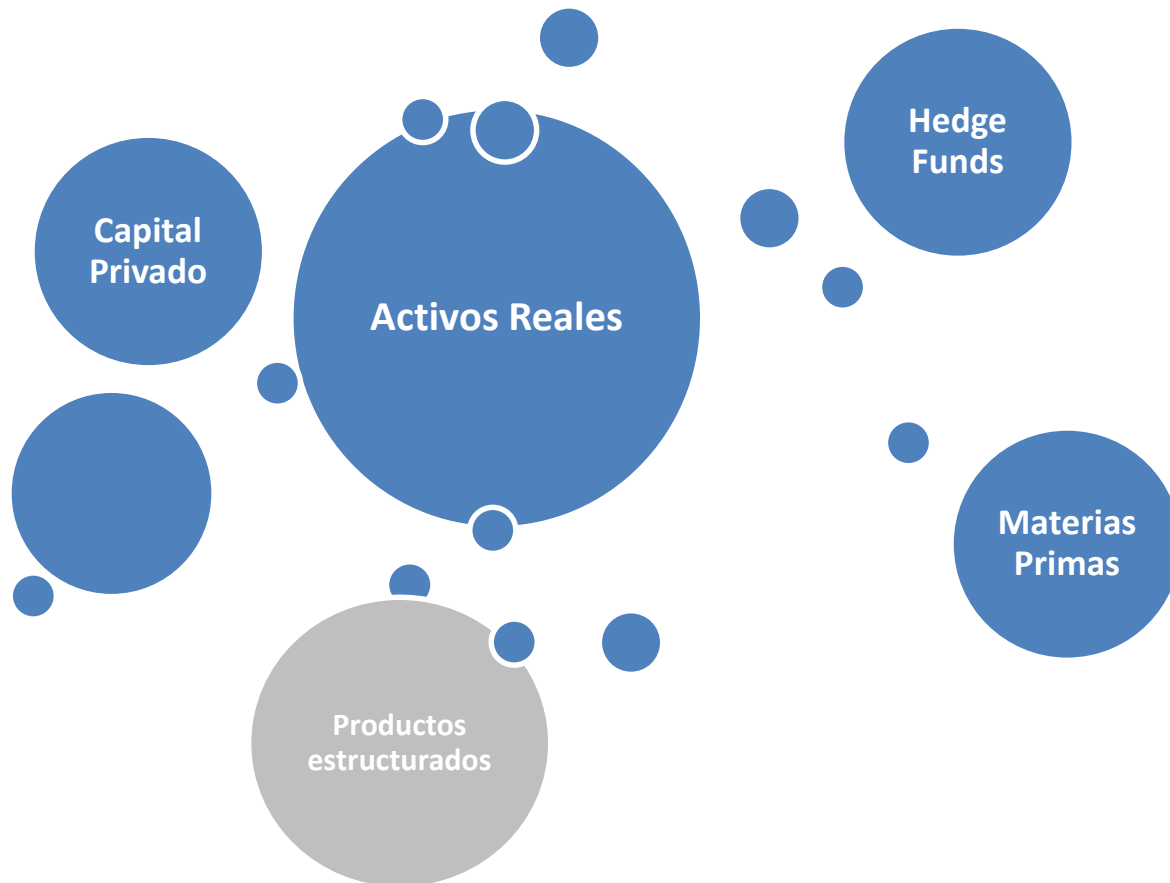 Hedge
Funds
Capital
Privado
Activos Reales
Materias
Primas
Productos
estructurados